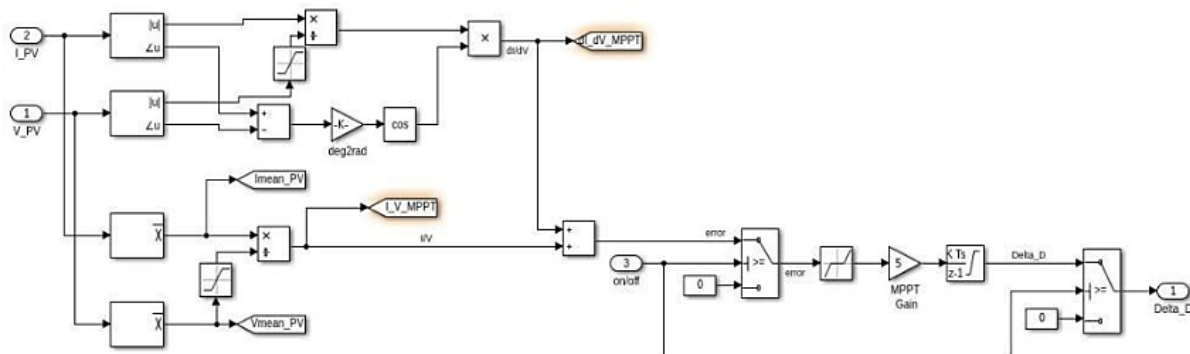 2
I_PV
|u|
∠u
×
÷
×
dI/dV
dI_dV_MPPT
1
V_PV
|u|
∠u
+
−
-K-
deg2rad
cos
Imean_PV
I_V_MPPT
x
×
÷
I/V
+
+
error
3
on/off
0
>=
error
5
MPPT
Gain
K Ts
z-1
Delta_D
0
>=
1
Delta_D
x
Vmean_PV